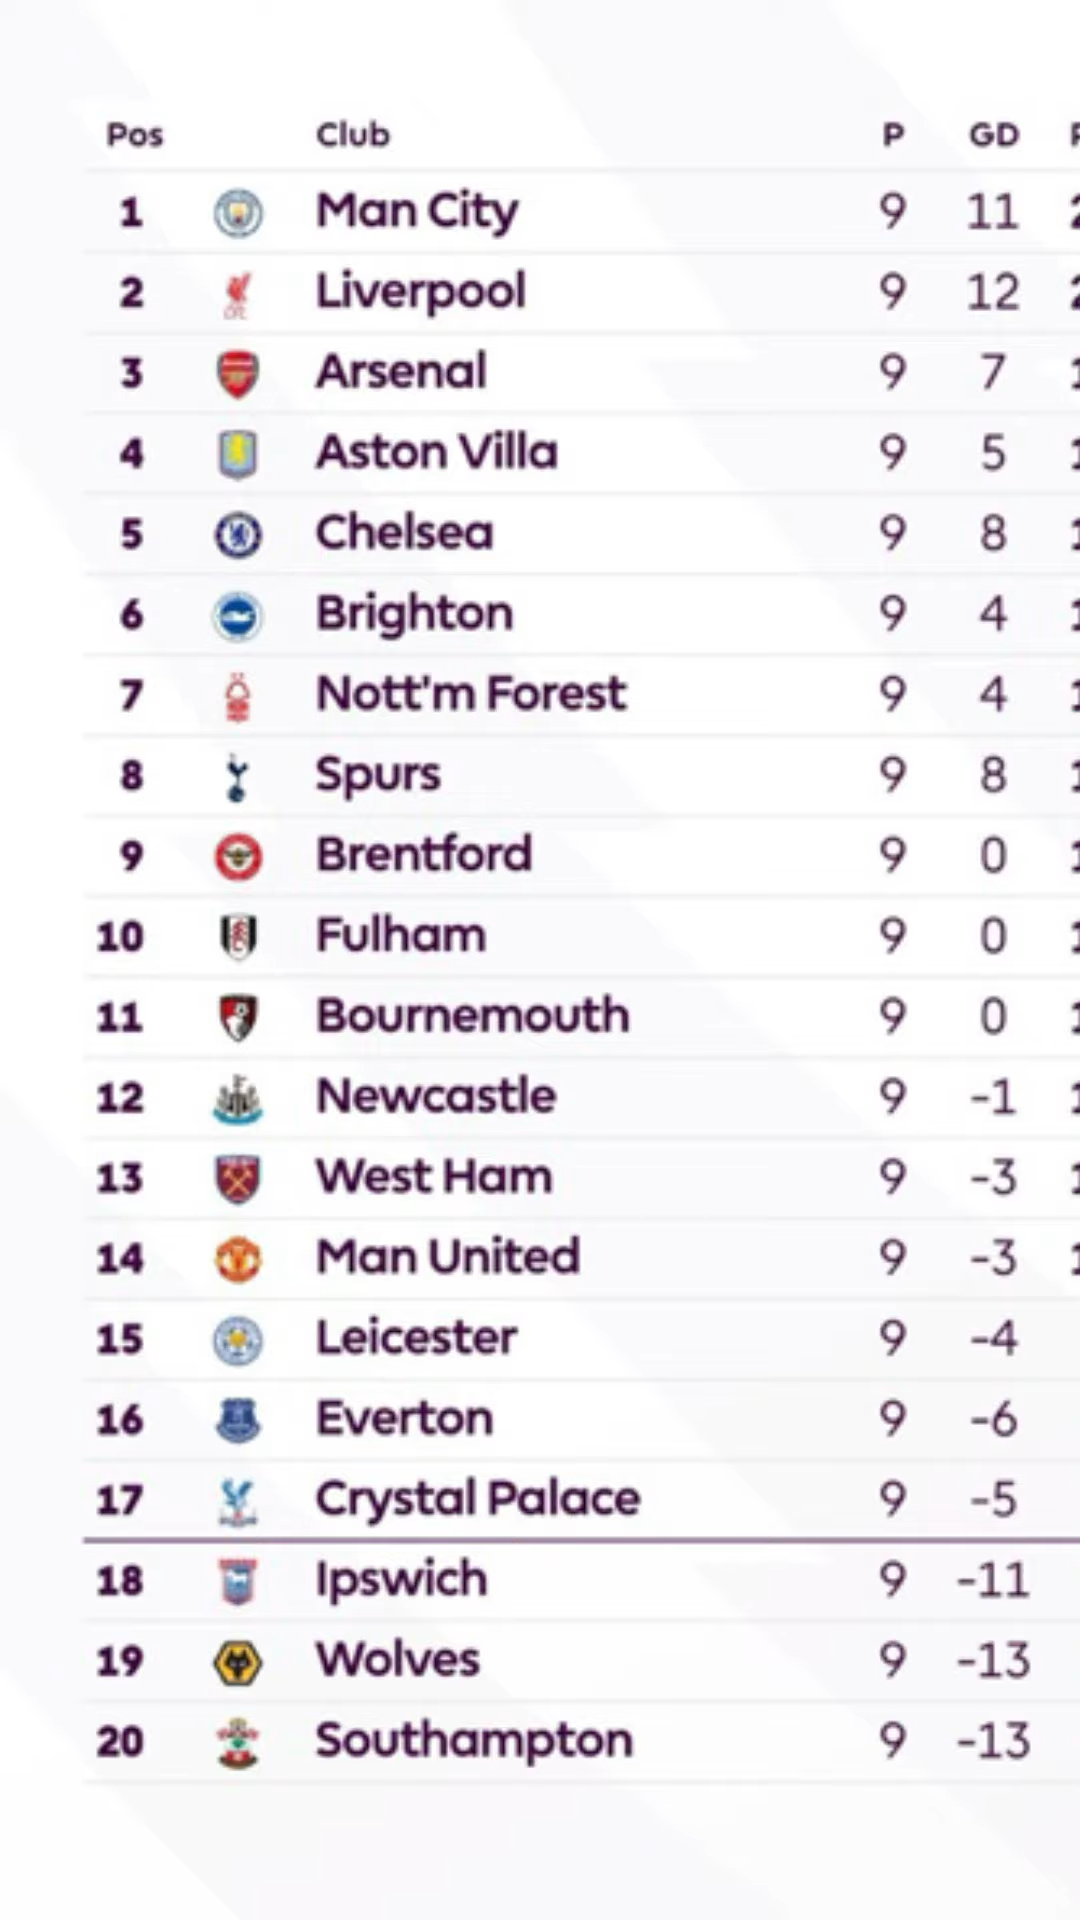 Pos Club P GD
1 Man City 9 11
2 Liverpool 9 12
3 Arsenal 9 7
4 Aston Villa 9 5
5 Chelsea 9 8
6 Brighton 9 4
7 Nott'm Forest 9 4
8 Spurs 9 8
9 Brentford 9 0
10 Fulham 9 0
11 Bournemouth 9 0
12 Newcastle 9 -1
13 West Ham 9 -3
14 Man United 9 -3
15 Leicester 9 -4
16 Everton 9 -6
17 Crystal Palace 9 -5
18 Ipswich 9 -11
19 Wolves 9 -13
20 Southampton 9 -13